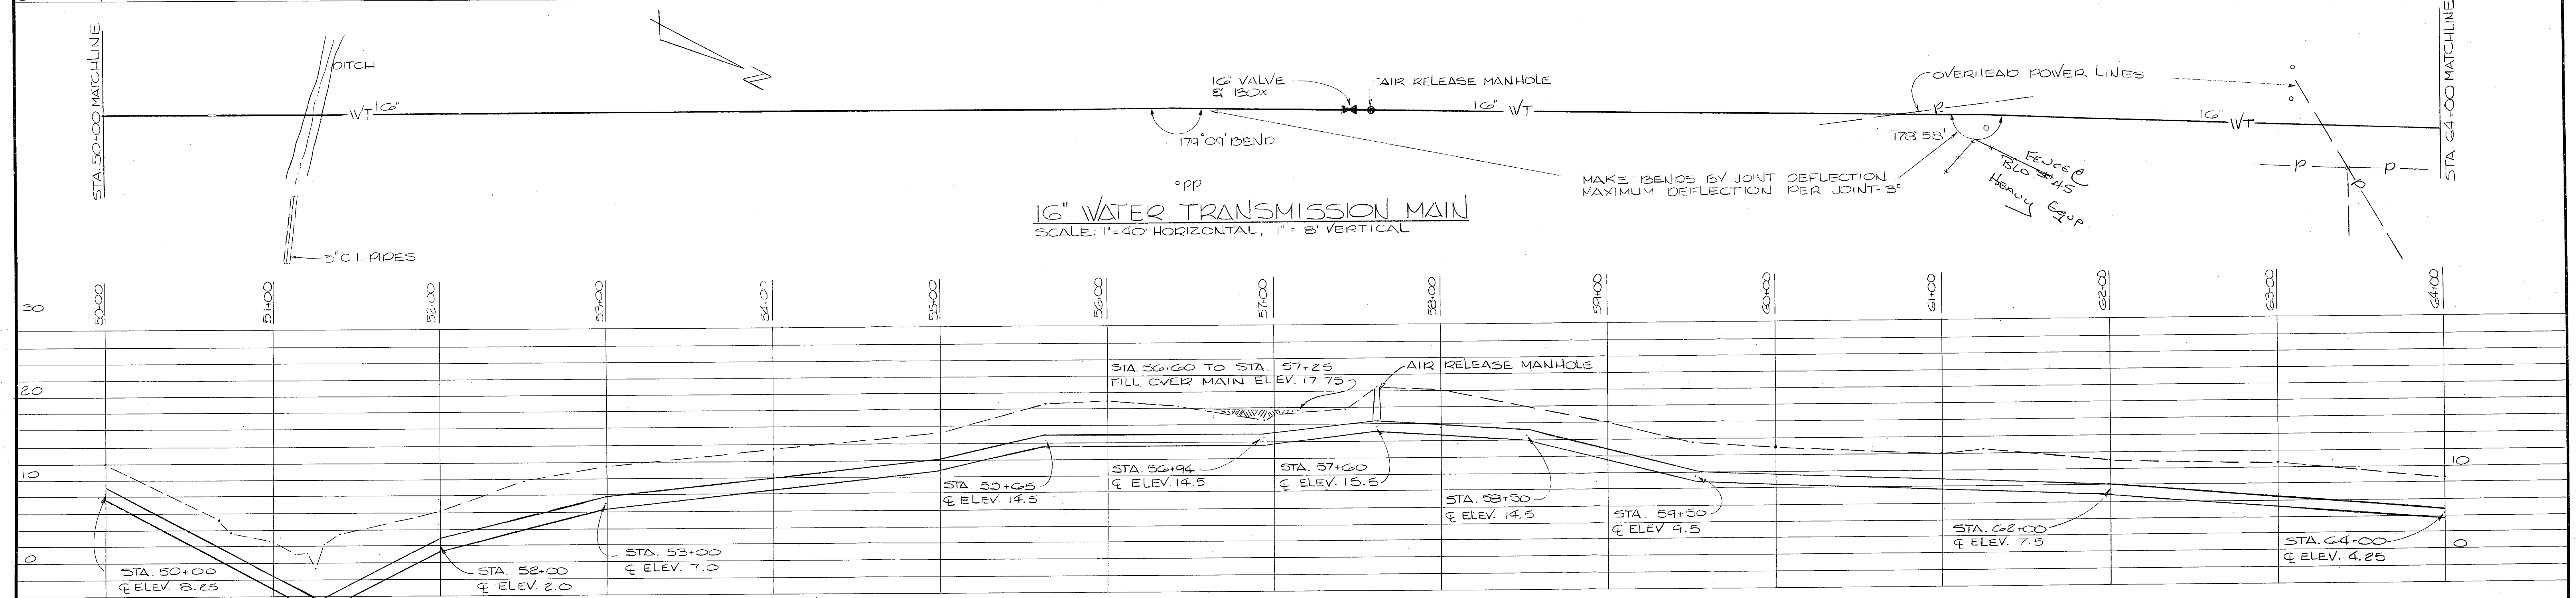 STA. 50+00 MATCHLINE
DITCH
WT 16"
3" C.I. PIPES
16" VALVE
& BOX
AIR RELEASE MANHOLE
179°09' BEND
°PP
16" WT
OVERHEAD POWER LINES
P
178°58'
FENCE @
BLD. 45
HEAVY EQUP.
16" WT
P
P
P
STA. 64+00 MATCHLINE
MAKE BENDS BY JOINT DEFLECTION
MAXIMUM DEFLECTION PER JOINT-3°
16" WATER TRANSMISSION MAIN
SCALE: 1"=40' HORIZONTAL, 1"= 8' VERTICAL
30
50+00
51+00
52+00
53+00
54+00
55+00
56+00
57+00
58+00
59+00
60+00
61+00
62+00
63+00
64+00
STA. 56+60 TO STA. 57+25
FILL OVER MAIN ELEV. 17.75
AIR RELEASE MANHOLE
20
10
10
STA. 55+65
℄ ELEV. 14.5
STA. 56+94
℄ ELEV. 14.5
STA. 57+60
℄ ELEV. 15.5
STA. 58+50
℄ ELEV. 14.5
STA. 59+50
℄ ELEV 9.5
STA. 62+00
℄ ELEV. 7.5
STA. 64+00
℄ ELEV. 4.25
0
0
STA. 50+00
℄ ELEV. 8.25
STA. 52+00
℄ ELEV. 2.0
STA. 53+00
℄ ELEV. 7.0